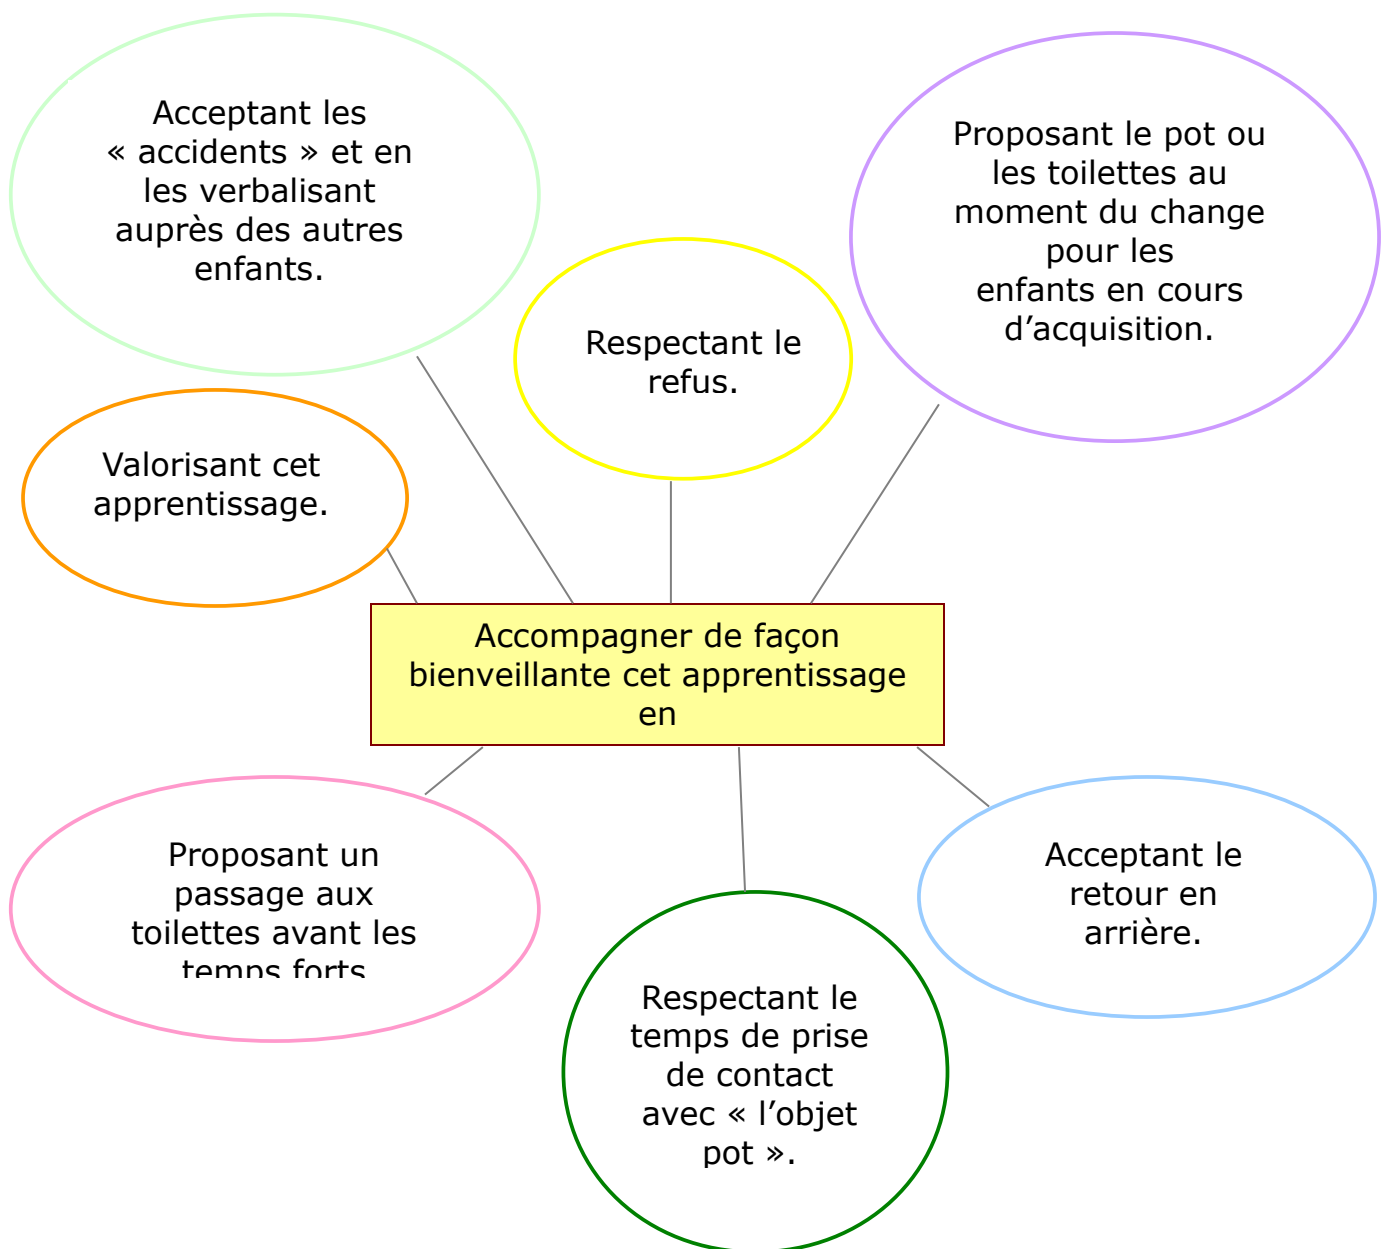 Acceptant les
« accidents » et en
les verbalisant
auprès des autres
enfants.
Proposant le pot ou
les toilettes au
moment du change
pour les
enfants en cours
d’acquisition.
Respectant le
refus.
Valorisant cet
apprentissage.
Accompagner de façon
bienveillante cet apprentissage
en
Proposant un
passage aux
toilettes avant les
temps forts
Acceptant le
retour en
arrière.
Respectant le
temps de prise
de contact
avec « l’objet
pot ».